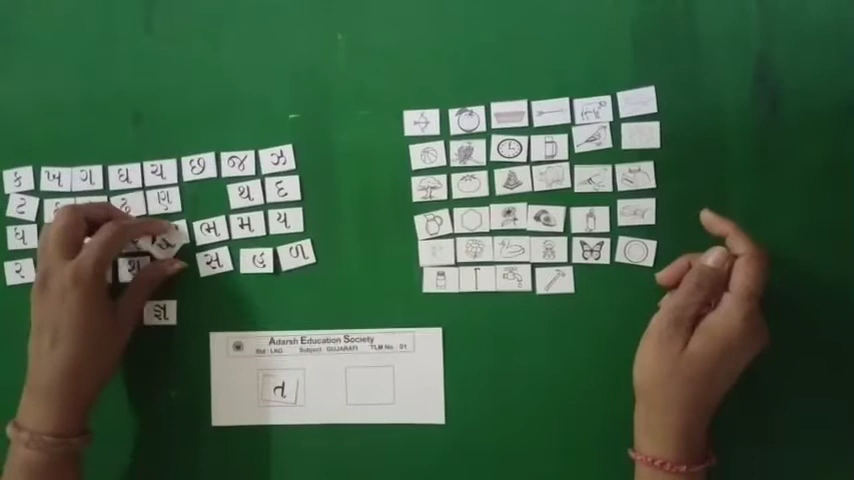 ક ખ ગ ઘ ચ છ જ ઝ
ટ ઢ ણ થ દ
ધ ભ મ ય
ર શ સ હ ળ
જ્ઞ
Adarsh Education Society
Std : LKG Subject : GUJARATI TLM No : 01
ત